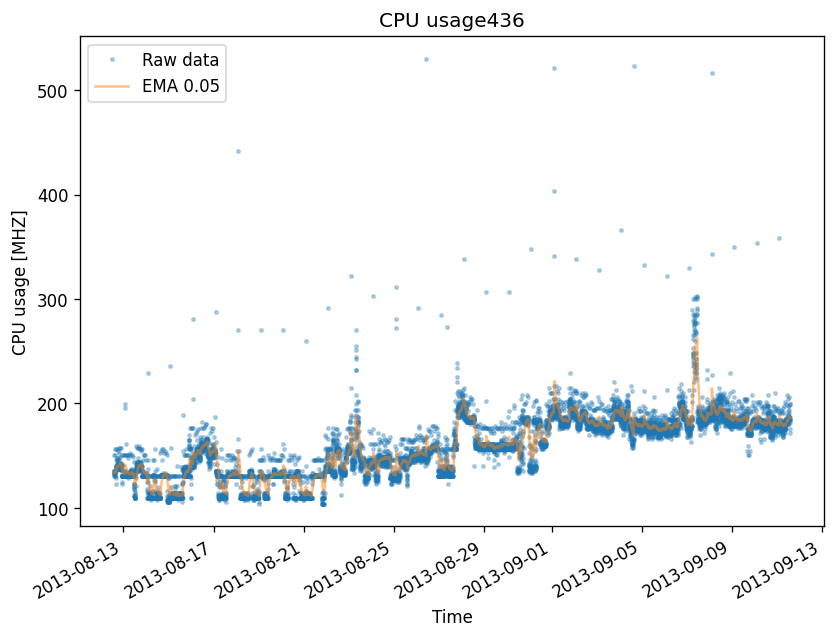 CPU usage436
Raw data
EMA 0.05
CPU usage [MHZ]
500
400
300
200
100
2013-08-13
2013-08-17
2013-08-21
2013-08-25
2013-08-29
2013-09-01
2013-09-05
2013-09-09
2013-09-13
Time